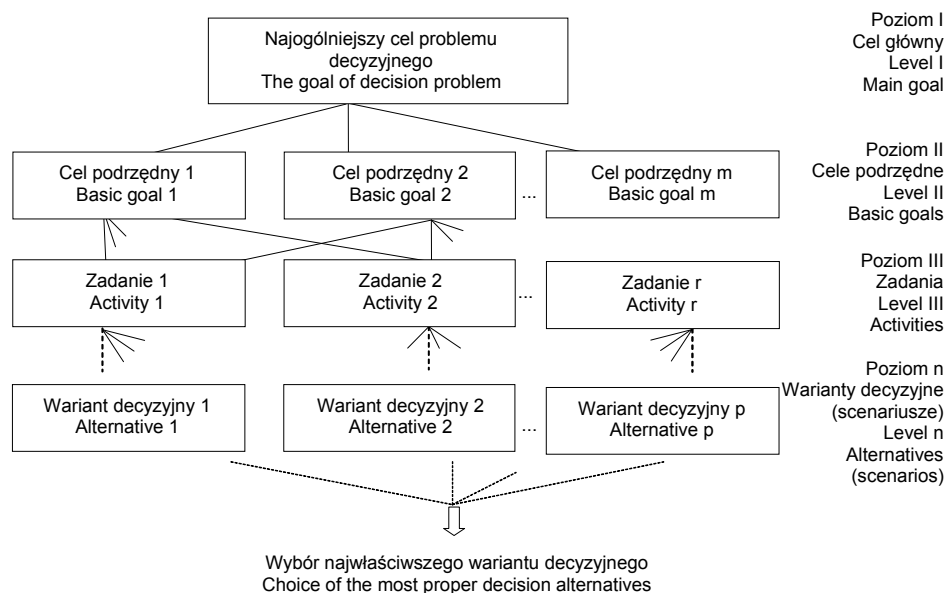 Najogólniejszy cel problemu
decyzyjnego
The goal of decision problem
Poziom I
Cel główny
Level I
Main goal
Cel podrzędny 1
Basic goal 1
Cel podrzędny 2
Basic goal 2
...
Cel podrzędny m
Basic goal m
Poziom II
Cele podrzędne
Level II
Basic goals
Zadanie 1
Activity 1
Zadanie 2
Activity 2
...
Zadanie r
Activity r
Poziom III
Zadania
Level III
Activities
Wariant decyzyjny 1
Alternative 1
Wariant decyzyjny 2
Alternative 2
...
Wariant decyzyjny p
Alternative p
Poziom n
Warianty decyzyjne
(scenariusze)
Level n
Alternatives
(scenarios)
Wybór najwłaściwszego wariantu decyzyjnego
Choice of the most proper decision alternatives